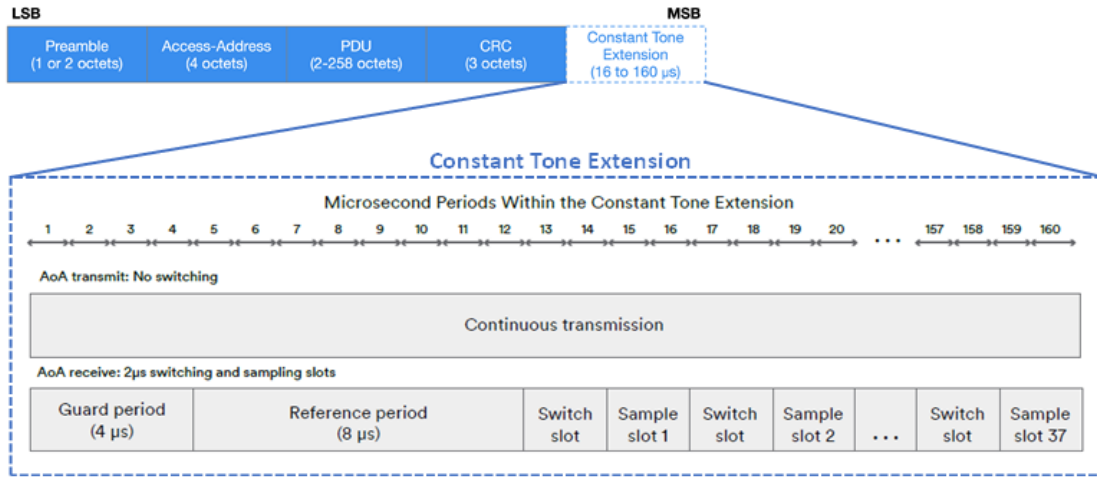 LSB
MSB
Preamble
(1 or 2 octets)
Access-Address
(4 octets)
PDU
(2-258 octets)
CRC
(3 octets)
Constant Tone
Extension
(16 to 160 µs)
Constant Tone Extension
Microsecond Periods Within the Constant Tone Extension
1 2 3 4 5 6 7 8 9 10 11 12 13 14 15 16 17 18 19 20 • • • 157 158 159 160
AoA transmit: No switching
Continuous transmission
AoA receive: 2µs switching and sampling slots
Guard period
(4 µs)
Reference period
(8 µs)
Switch
slot
Sample
slot 1
Switch
slot
Sample
slot 2
• • •
Switch
slot
Sample
slot 37